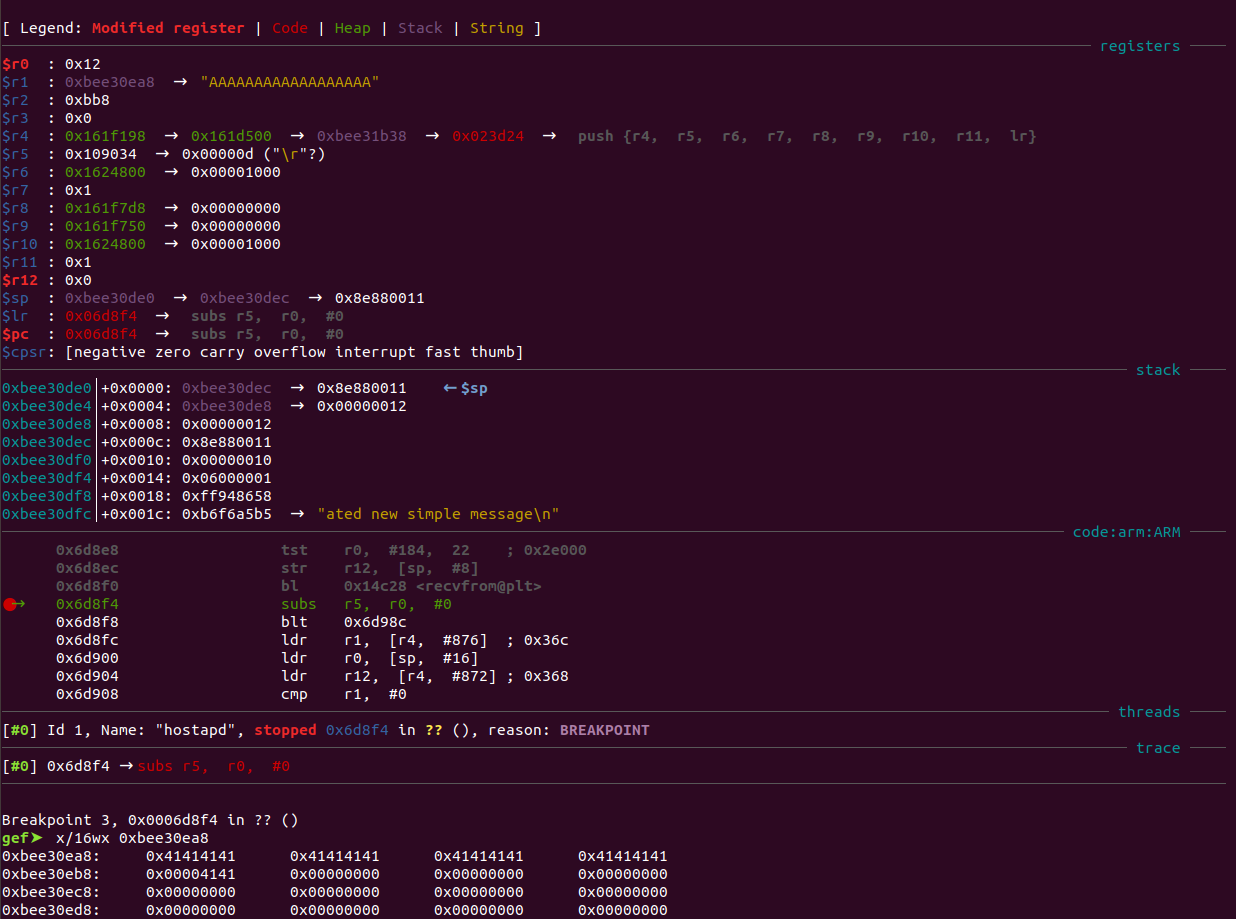 [ Legend: Modified register | Code | Heap | Stack | String ]
registers
$r0  : 0x12
$r1  : 0xbee30ea8  →  "AAAAAAAAAAAAAAAAAA"
$r2  : 0xbb8
$r3  : 0x0
$r4  : 0x161f198  →  0x161d500  →  0xbee31b38  →  0x023d24  →  push {r4, r5, r6, r7, r8, r9, r10, r11, lr}
$r5  : 0x109034  →  0x00000d ("\r"?)
$r6  : 0x1624800  →  0x00001000
$r7  : 0x1
$r8  : 0x161f7d8  →  0x00000000
$r9  : 0x161f750  →  0x00000000
$r10 : 0x1624800  →  0x00001000
$r11 : 0x1
$r12 : 0x0
$sp  : 0xbee30de0  →  0xbee30dec  →  0x8e880011
$lr  : 0x06d8f4  →  subs r5, r0, #0
$pc  : 0x06d8f4  →  subs r5, r0, #0
$cpsr: [negative zero carry overflow interrupt fast thumb]
stack
0xbee30de0│+0x0000: 0xbee30dec  →  0x8e880011    ←$sp
0xbee30de4│+0x0004: 0xbee30de8  →  0x00000012
0xbee30de8│+0x0008: 0x00000012
0xbee30dec│+0x000c: 0x8e880011
0xbee30df0│+0x0010: 0x00000010
0xbee30df4│+0x0014: 0x06000001
0xbee30df8│+0x0018: 0xff948658
0xbee30dfc│+0x001c: 0xb6f6a5b5  →  "ated new simple message\n"
code:arm:ARM
0x6d8e8                  tst    r0,  #184,  22    ; 0x2e000
0x6d8ec                  str    r12,  [sp,  #8]
0x6d8f0                  bl     0x14c28 <recvfrom@plt>
→   0x6d8f4                  subs   r5,  r0,  #0
0x6d8f8                  blt    0x6d98c
0x6d8fc                  ldr    r1,  [r4,  #876]  ; 0x36c
0x6d900                  ldr    r0,  [sp,  #16]
0x6d904                  ldr    r12,  [r4,  #872] ; 0x368
0x6d908                  cmp    r1,  #0
threads
[#0] Id 1, Name: "hostapd", stopped 0x6d8f4 in ?? (), reason: BREAKPOINT
trace
[#0] 0x6d8f4 →subs r5,  r0,  #0
Breakpoint 3, 0x0006d8f4 in ?? ()
gef➤  x/16wx 0xbee30ea8
0xbee30ea8:     0x41414141      0x41414141      0x41414141      0x41414141
0xbee30eb8:     0x00004141      0x00000000      0x00000000      0x00000000
0xbee30ec8:     0x00000000      0x00000000      0x00000000      0x00000000
0xbee30ed8:     0x00000000      0x00000000      0x00000000      0x00000000